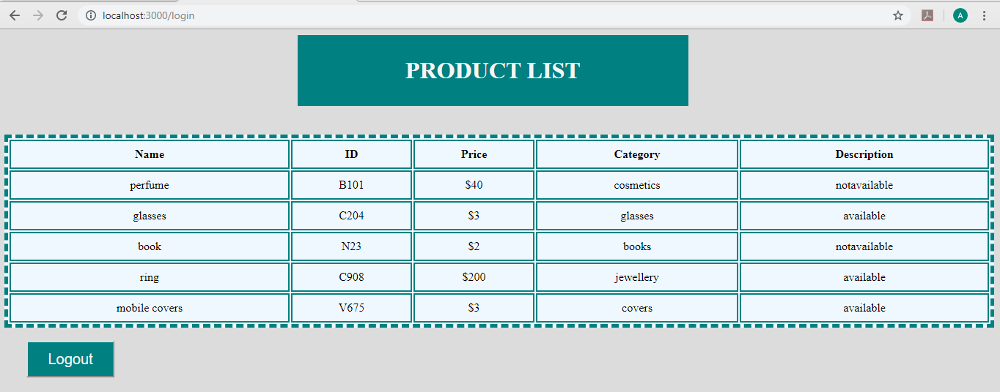 localhost:3000/login
A
PRODUCT LIST
Name ID Price Category Description
perfume B101 $40 cosmetics notavailable
glasses C204 $3 glasses available
book N23 $2 books notavailable
ring C908 $200 jewellery available
mobile covers V675 $3 covers available
Logout